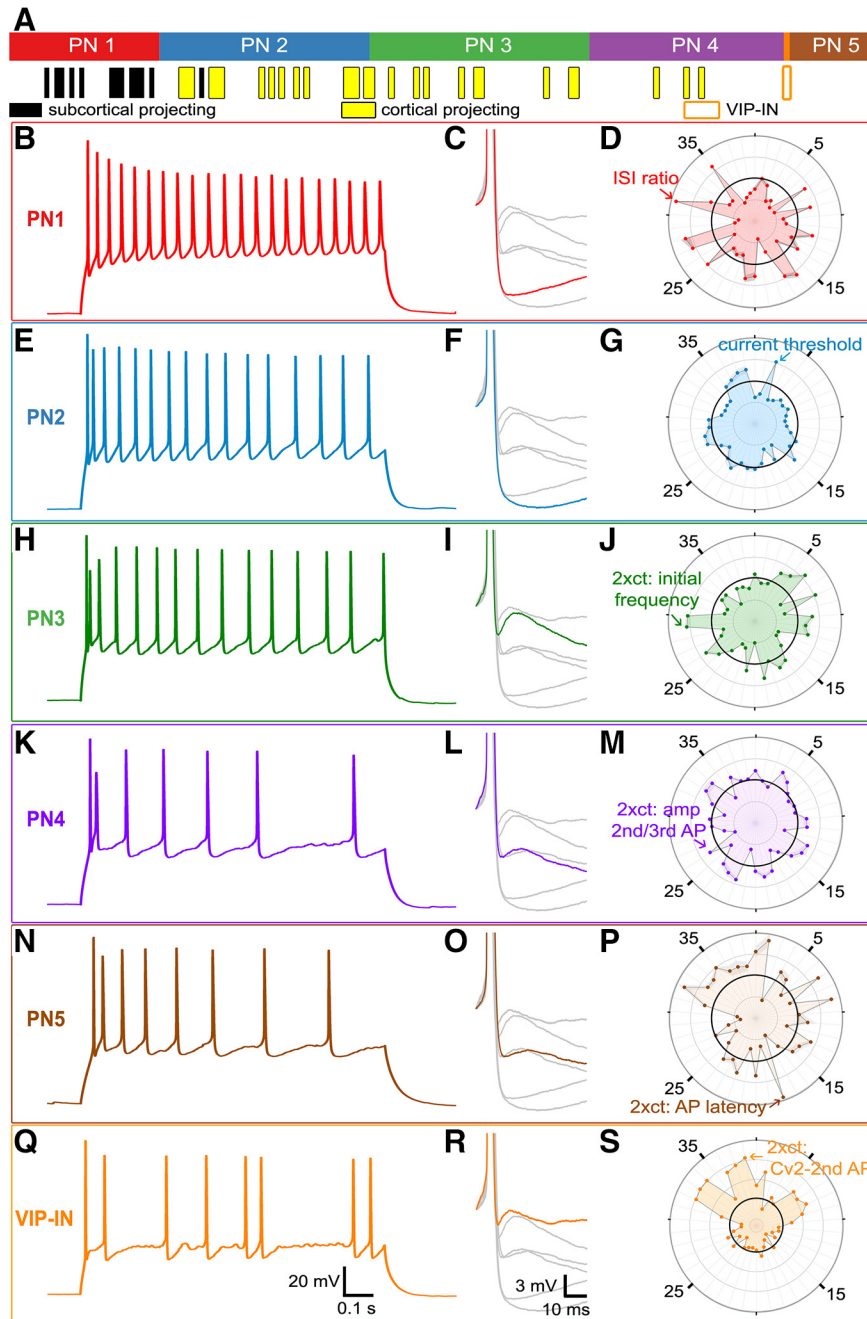 A
PN 1 PN 2 PN 3 PN 4 PN 5
subcortical projecting cortical projecting VIP-IN
B C D
PN1
ISI ratio
35 5
25 15
E F G
PN2
current threshold
35 5
25 15
H I J
PN3
2xct: initial
frequency
35 5
25 15
K L M
PN4
2xct: amp
2nd/3rd AP
35 5
25 15
N O P
PN5
35 5
25 15
2xct: AP latency
Q R S
VIP-IN
35
2xct:
Cv2-2nd AP
25 15
20 mV
0.1 s
3 mV
10 ms